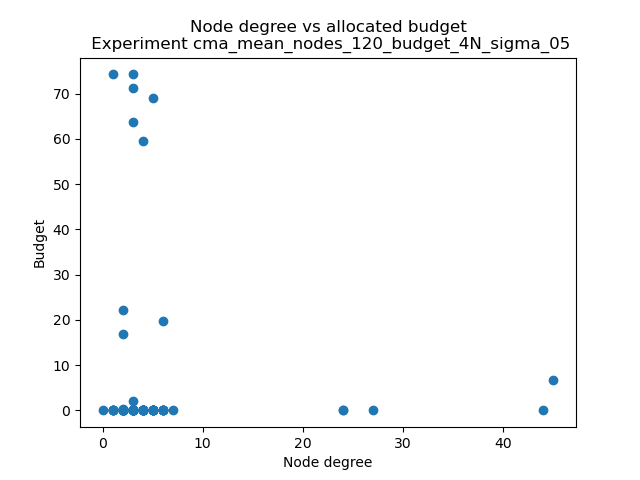 Node degree vs allocated budget
Experiment cma_mean_nodes_120_budget_4N_sigma_05
70
60
50
40
30
20
10
0
Budget
0 10 20 30 40
Node degree